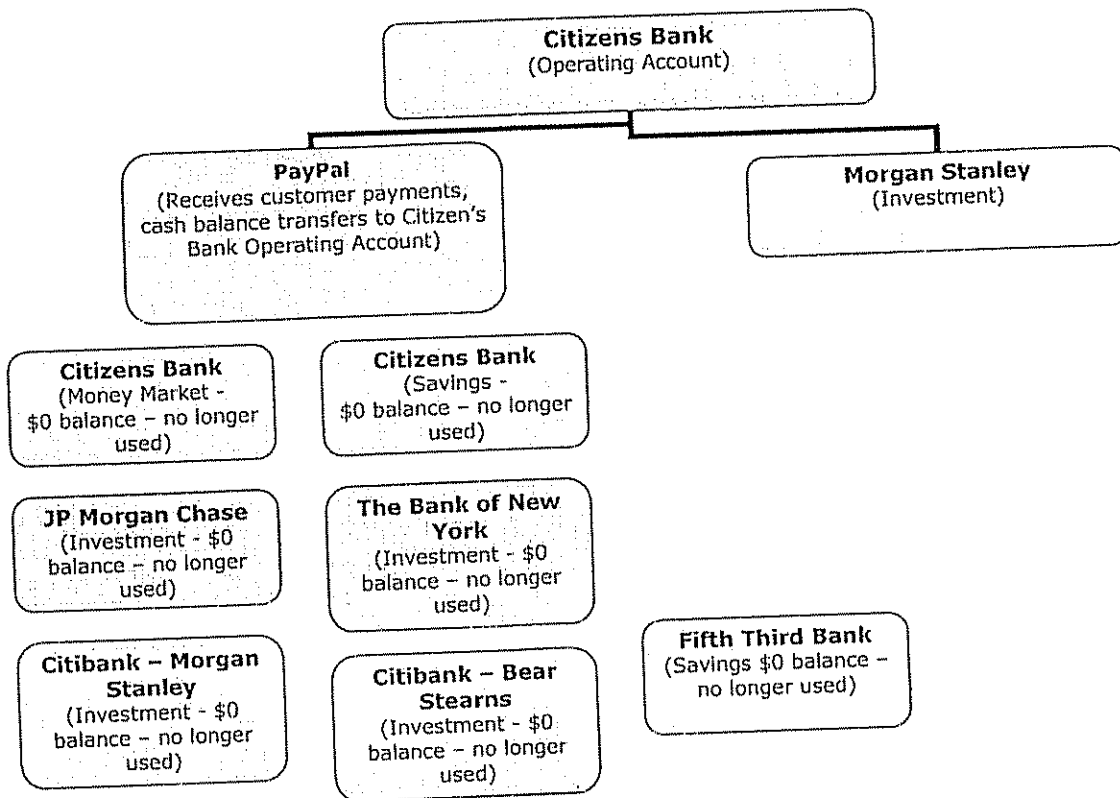 Citizens Bank
(Operating Account)
PayPal
(Receives customer payments,
cash balance transfers to Citizen's
Bank Operating Account)
Morgan Stanley
(Investment)
Citizens Bank
(Money Market -
$0 balance – no longer
used)
Citizens Bank
(Savings -
$0 balance – no longer
used)
JP Morgan Chase
(Investment - $0
balance – no longer
used)
The Bank of New
York
(Investment - $0
balance – no longer
used)
Citibank – Morgan
Stanley
(Investment - $0
balance – no longer
used)
Citibank – Bear
Stearns
(Investment - $0
balance – no longer
used)
Fifth Third Bank
(Savings $0 balance –
no longer used)